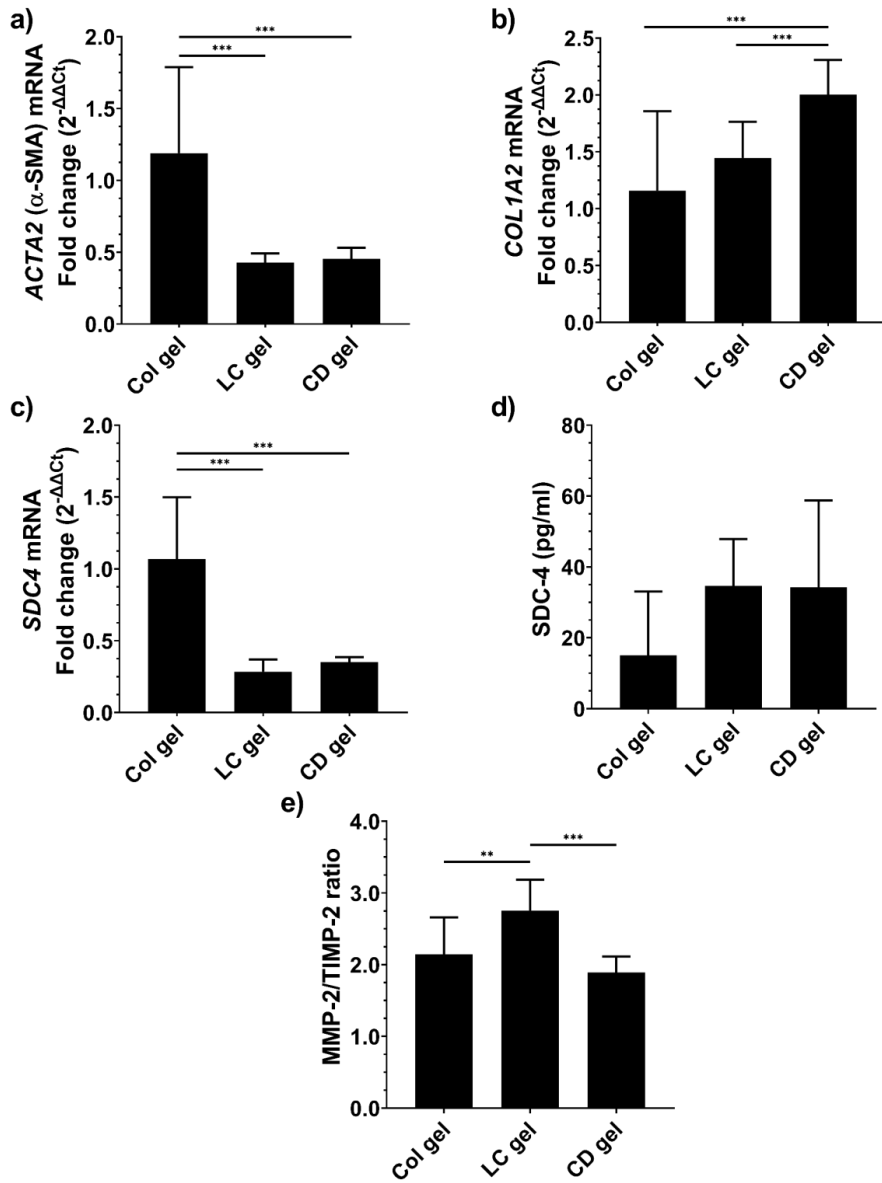 a)
ACTA2 (α-SMA) mRNA
Fold change (2^-ΔΔCt)
2.0
1.5
1.0
0.5
0.0
***
***
Col gel
LC gel
CD gel
b)
COL1A2 mRNA
Fold change (2^-ΔΔCt)
2.5
2.0
1.5
1.0
0.5
0.0
***
***
Col gel
LC gel
CD gel
c)
SDC4 mRNA
Fold change (2^-ΔΔCt)
2.0
1.5
1.0
0.5
0.0
***
***
Col gel
LC gel
CD gel
d)
SDC-4 (pg/ml)
80
60
40
20
0
Col gel
LC gel
CD gel
e)
MMP-2/TIMP-2 ratio
4.0
3.0
2.0
1.0
0.0
**
***
Col gel
LC gel
CD gel